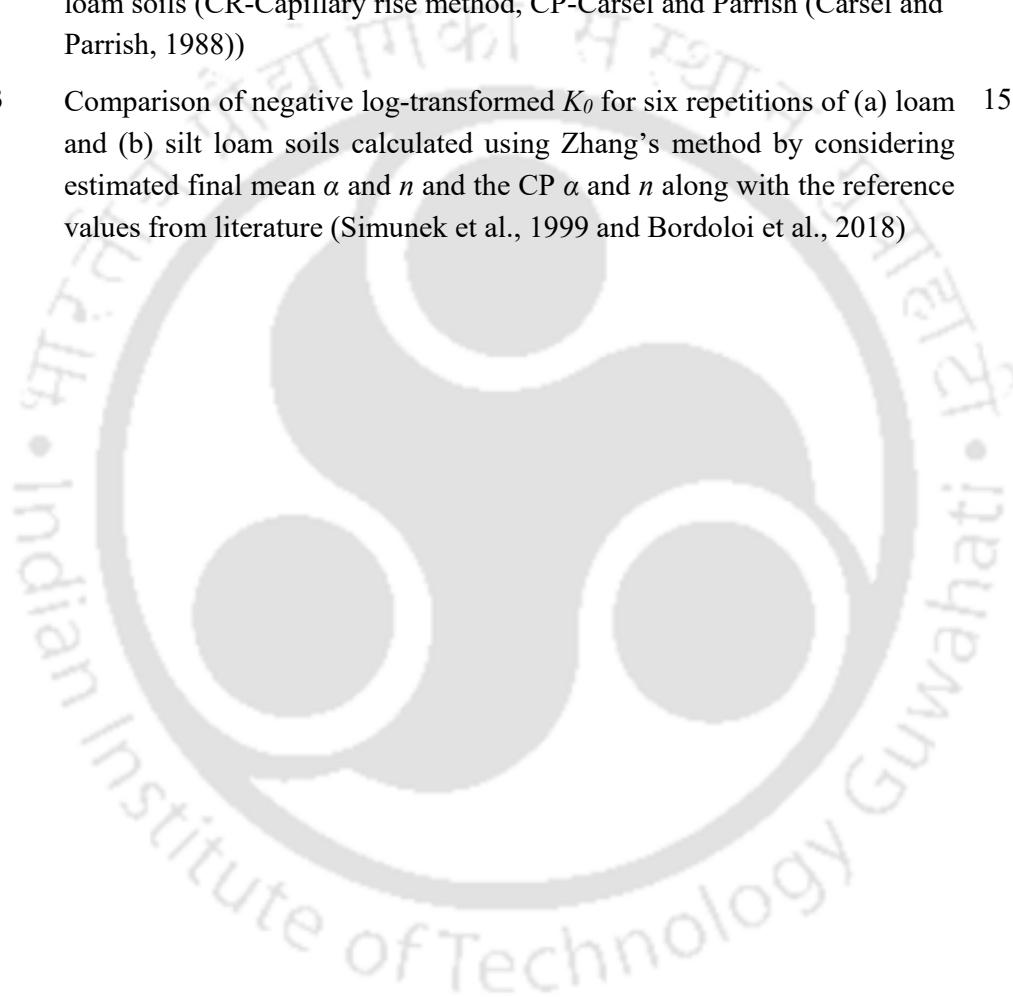 loam soils (CR-Capillary rise method, CP-Carsel and Parrish (Carsel and
Parrish, 1988))
Comparison of negative log-transformed K0 for six repetitions of (a) loam 15
and (b) silt loam soils calculated using Zhang's method by considering
estimated final mean α and n and the CP α and n along with the reference
values from literature (Simunek et al., 1999 and Bordoloi et al., 2018)
Indian Institute of Technology Guwahati